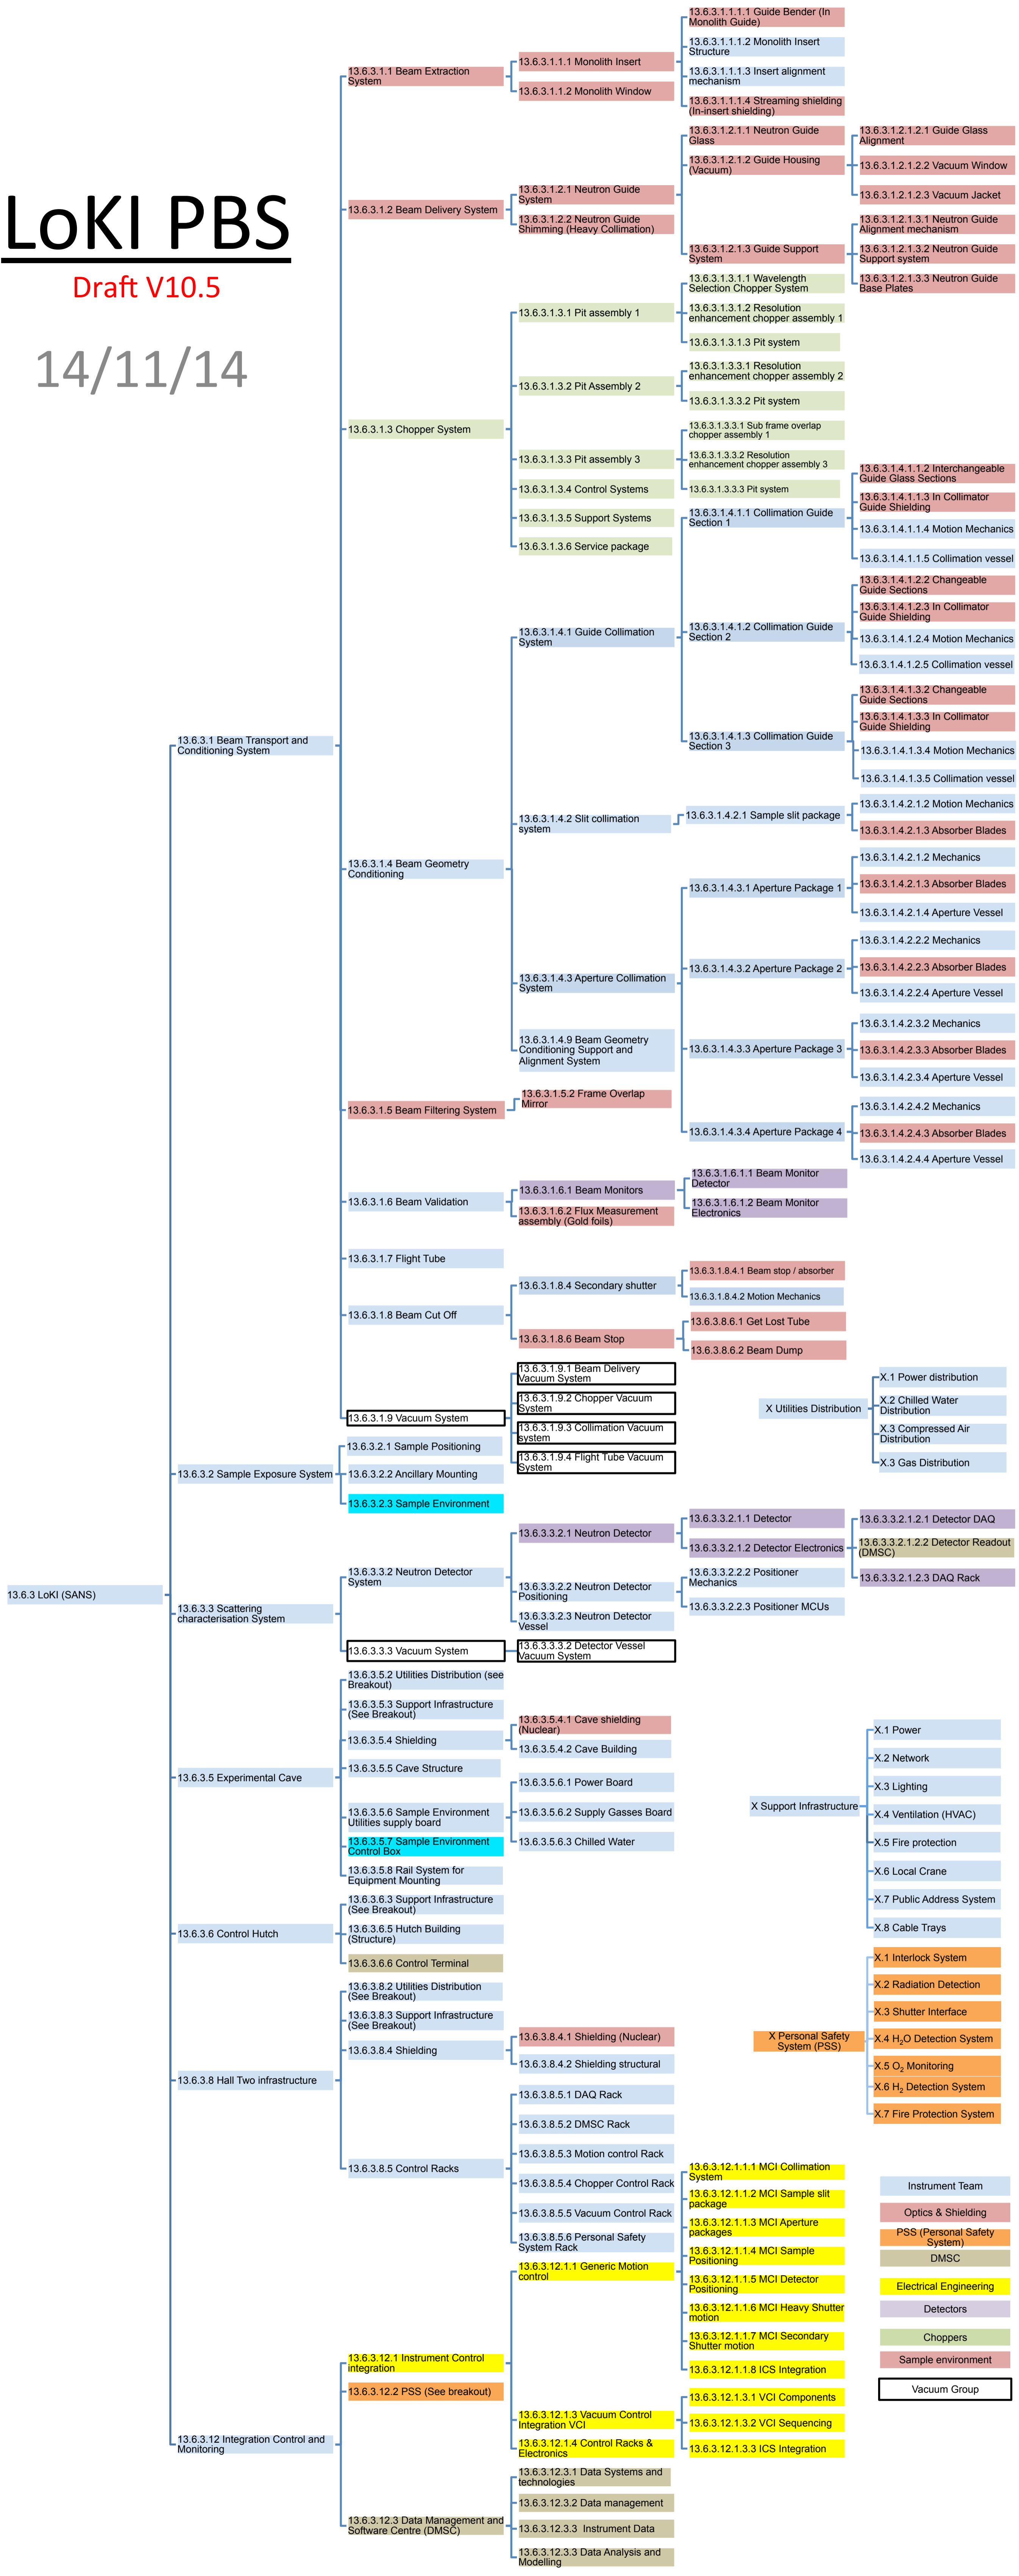 LoKI PBS
Draft V10.5
14/11/14
13.6.3 LoKI (SANS)
13.6.3.1 Beam Transport and
Conditioning System
13.6.3.1.1 Beam Extraction
System
13.6.3.1.1.1 Monolith Insert
13.6.3.1.1.1.1 Guide Bender (In
Monolith Guide)
13.6.3.1.1.1.2 Monolith Insert
Structure
13.6.3.1.1.1.3 Insert alignment
mechanism
13.6.3.1.1.1.4 Streaming shielding
(In-insert shielding)
13.6.3.1.1.2 Monolith Window
13.6.3.1.2 Beam Delivery System
13.6.3.1.2.1 Neutron Guide
System
13.6.3.1.2.1.1 Neutron Guide
Glass
13.6.3.1.2.1.2 Guide Housing
(Vacuum)
13.6.3.1.2.1.2.1 Guide Glass
Alignment
13.6.3.1.2.1.2.2 Vacuum Window
13.6.3.1.2.1.2.3 Vacuum Jacket
13.6.3.1.2.1.3 Guide Support
System
13.6.3.1.2.1.3.1 Neutron Guide
Alignment mechanism
13.6.3.1.2.1.3.2 Neutron Guide
Support system
13.6.3.1.2.1.3.3 Neutron Guide
Base Plates
13.6.3.1.2.2 Neutron Guide
Shimming (Heavy Collimation)
13.6.3.1.3 Chopper System
13.6.3.1.3.1 Pit assembly 1
13.6.3.1.3.1.1 Wavelength
Selection Chopper System
13.6.3.1.3.1.2 Resolution
enhancement chopper assembly 1
13.6.3.1.3.1.3 Pit system
13.6.3.1.3.2 Pit Assembly 2
13.6.3.1.3.3.1 Resolution
enhancement chopper assembly 2
13.6.3.1.3.3.2 Pit system
13.6.3.1.3.3 Pit assembly 3
13.6.3.1.3.3.1 Sub frame overlap
chopper assembly 1
13.6.3.1.3.3.2 Resolution
enhancement chopper assembly 3
13.6.3.1.3.3.3 Pit system
13.6.3.1.3.4 Control Systems
13.6.3.1.3.5 Support Systems
13.6.3.1.3.6 Service package
13.6.3.1.4 Beam Geometry
Conditioning
13.6.3.1.4.1 Guide Collimation
System
13.6.3.1.4.1.1 Collimation Guide
Section 1
13.6.3.1.4.1.1.2 Interchangeable
Guide Glass Sections
13.6.3.1.4.1.1.3 In Collimator
Guide Shielding
13.6.3.1.4.1.1.4 Motion Mechanics
13.6.3.1.4.1.1.5 Collimation vessel
13.6.3.1.4.1.2 Collimation Guide
Section 2
13.6.3.1.4.1.2.2 Changeable
Guide Sections
13.6.3.1.4.1.2.3 In Collimator
Guide Shielding
13.6.3.1.4.1.2.4 Motion Mechanics
13.6.3.1.4.1.2.5 Collimation vessel
13.6.3.1.4.1.3 Collimation Guide
Section 3
13.6.3.1.4.1.3.2 Changeable
Guide Sections
13.6.3.1.4.1.3.3 In Collimator
Guide Shielding
13.6.3.1.4.1.3.4 Motion Mechanics
13.6.3.1.4.1.3.5 Collimation vessel
13.6.3.1.4.2 Slit collimation
system
13.6.3.1.4.2.1 Sample slit package
13.6.3.1.4.2.1.2 Motion Mechanics
13.6.3.1.4.2.1.3 Absorber Blades
13.6.3.1.4.3 Aperture Collimation
System
13.6.3.1.4.3.1 Aperture Package 1
13.6.3.1.4.2.1.2 Mechanics
13.6.3.1.4.2.1.3 Absorber Blades
13.6.3.1.4.2.1.4 Aperture Vessel
13.6.3.1.4.3.2 Aperture Package 2
13.6.3.1.4.2.2.2 Mechanics
13.6.3.1.4.2.2.3 Absorber Blades
13.6.3.1.4.2.2.4 Aperture Vessel
13.6.3.1.4.3.3 Aperture Package 3
13.6.3.1.4.2.3.2 Mechanics
13.6.3.1.4.2.3.3 Absorber Blades
13.6.3.1.4.2.3.4 Aperture Vessel
13.6.3.1.4.3.4 Aperture Package 4
13.6.3.1.4.2.4.2 Mechanics
13.6.3.1.4.2.4.3 Absorber Blades
13.6.3.1.4.2.4.4 Aperture Vessel
13.6.3.1.4.9 Beam Geometry
Conditioning Support and
Alignment System
13.6.3.1.5 Beam Filtering System
13.6.3.1.5.2 Frame Overlap
Mirror
13.6.3.1.6 Beam Validation
13.6.3.1.6.1 Beam Monitors
13.6.3.1.6.1.1 Beam Monitor
Detector
13.6.3.1.6.1.2 Beam Monitor
Electronics
13.6.3.1.6.2 Flux Measurement
assembly (Gold foils)
13.6.3.1.7 Flight Tube
13.6.3.1.8 Beam Cut Off
13.6.3.1.8.4 Secondary shutter
13.6.3.1.8.4.1 Beam stop / absorber
13.6.3.1.8.4.2 Motion Mechanics
13.6.3.1.8.6 Beam Stop
13.6.3.8.6.1 Get Lost Tube
13.6.3.8.6.2 Beam Dump
13.6.3.1.9 Vacuum System
13.6.3.1.9.1 Beam Delivery
Vacuum System
13.6.3.1.9.2 Chopper Vacuum
System
13.6.3.1.9.3 Collimation Vacuum
system
13.6.3.1.9.4 Flight Tube Vacuum
System
X Utilities Distribution
X.1 Power distribution
X.2 Chilled Water
Distribution
X.3 Compressed Air
Distribution
X.3 Gas Distribution
13.6.3.2 Sample Exposure System
13.6.3.2.1 Sample Positioning
13.6.3.2.2 Ancillary Mounting
13.6.3.2.3 Sample Environment
13.6.3.3 Scattering
characterisation System
13.6.3.3.2 Neutron Detector
System
13.6.3.3.2.1 Neutron Detector
13.6.3.3.2.1.1 Detector
13.6.3.3.2.1.2 Detector Electronics
13.6.3.3.2.1.2.1 Detector DAQ
13.6.3.3.2.1.2.2 Detector Readout
(DMSC)
13.6.3.3.2.1.2.3 DAQ Rack
13.6.3.3.2.2 Neutron Detector
Positioning
13.6.3.3.2.2.2 Positioner
Mechanics
13.6.3.3.2.2.3 Positioner MCUs
13.6.3.3.2.3 Neutron Detector
Vessel
13.6.3.3.3 Vacuum System
13.6.3.3.3.2 Detector Vessel
Vacuum System
13.6.3.5 Experimental Cave
13.6.3.5.2 Utilities Distribution (see
Breakout)
13.6.3.5.3 Support Infrastructure
(See Breakout)
13.6.3.5.4 Shielding
13.6.3.5.4.1 Cave shielding
(Nuclear)
13.6.3.5.4.2 Cave Building
13.6.3.5.5 Cave Structure
13.6.3.5.6 Sample Environment
Utilities supply board
13.6.3.5.6.1 Power Board
13.6.3.5.6.2 Supply Gasses Board
13.6.3.5.6.3 Chilled Water
13.6.3.5.7 Sample Environment
Control Box
13.6.3.5.8 Rail System for
Equipment Mounting
X Support Infrastructure
X.1 Power
X.2 Network
X.3 Lighting
X.4 Ventilation (HVAC)
X.5 Fire protection
X.6 Local Crane
X.7 Public Address System
X.8 Cable Trays
13.6.3.6 Control Hutch
13.6.3.6.3 Support Infrastructure
(See Breakout)
13.6.3.6.5 Hutch Building
(Structure)
13.6.3.6.6 Control Terminal
X Personal Safety
System (PSS)
X.1 Interlock System
X.2 Radiation Detection
X.3 Shutter Interface
X.4 H2O Detection System
X.5 O2 Monitoring
X.6 H2 Detection System
X.7 Fire Protection System
13.6.3.8 Hall Two infrastructure
13.6.3.8.2 Utilities Distribution
(See Breakout)
13.6.3.8.3 Support Infrastructure
(See Breakout)
13.6.3.8.4 Shielding
13.6.3.8.4.1 Shielding (Nuclear)
13.6.3.8.4.2 Shielding structural
13.6.3.8.5 Control Racks
13.6.3.8.5.1 DAQ Rack
13.6.3.8.5.2 DMSC Rack
13.6.3.8.5.3 Motion control Rack
13.6.3.8.5.4 Chopper Control Rack
13.6.3.8.5.5 Vacuum Control Rack
13.6.3.8.5.6 Personal Safety
System Rack
13.6.3.12 Integration Control and
Monitoring
13.6.3.12.1 Instrument Control
integration
13.6.3.12.1.1 Generic Motion
control
13.6.3.12.1.1.1 MCI Collimation
System
13.6.3.12.1.1.2 MCI Sample slit
package
13.6.3.12.1.1.3 MCI Aperture
packages
13.6.3.12.1.1.4 MCI Sample
Positioning
13.6.3.12.1.1.5 MCI Detector
Positioning
13.6.3.12.1.1.6 MCI Heavy Shutter
motion
13.6.3.12.1.1.7 MCI Secondary
Shutter motion
13.6.3.12.1.1.8 ICS Integration
13.6.3.12.1.3 Vacuum Control
Integration VCI
13.6.3.12.1.3.1 VCI Components
13.6.3.12.1.3.2 VCI Sequencing
13.6.3.12.1.3.3 ICS Integration
13.6.3.12.1.4 Control Racks &
Electronics
13.6.3.12.2 PSS (See breakout)
13.6.3.12.3 Data Management and
Software Centre (DMSC)
13.6.3.12.3.1 Data Systems and
technologies
13.6.3.12.3.2 Data management
13.6.3.12.3.3 Instrument Data
13.6.3.12.3.3 Data Analysis and
Modelling
Instrument Team
Optics & Shielding
PSS (Personal Safety
System)
DMSC
Electrical Engineering
Detectors
Choppers
Sample environment
Vacuum Group